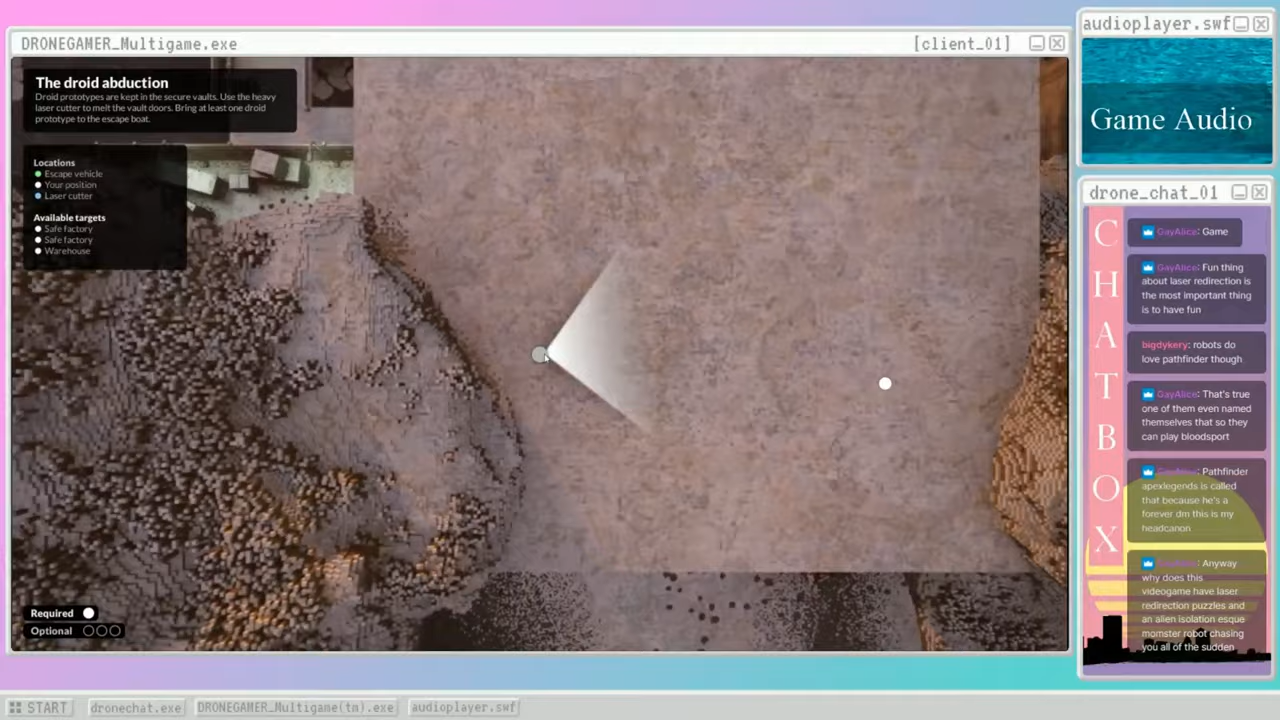 DRONEGAMER_Multigame.exe
[client_01]
The droid abduction
Droid prototypes are kept in the secure vaults. Use the heavy
laser cutter to melt the vault doors. Bring at least one droid
prototype to the escape boat.
Locations
Escape vehicle
Your position
Laser cutter
Available targets
Safe factory
Safe factory
Warehouse
Required
Optional
audioplayer.swf
Game Audio
drone_chat_01
CHATBOX
GayAlice: Game
GayAlice: Fun thing
about laser redirection is
the most important thing
is to have fun
bigdykery: robots do
love pathfinder though
GayAlice: That's true
one of them even named
themselves that so they
can play bloodsport
GayAlice: Pathfinder
apexlegends is called
that because he's a
forever dm this is my
headcanon
GayAlice: Anyway
why does this
videogame have laser
redirection puzzles and
an alien isolation esque
momster robot chasing
you all of the sudden
START
dronechat.exe
DRONEGAMER_Multigame(tm).exe
audioplayer.swf